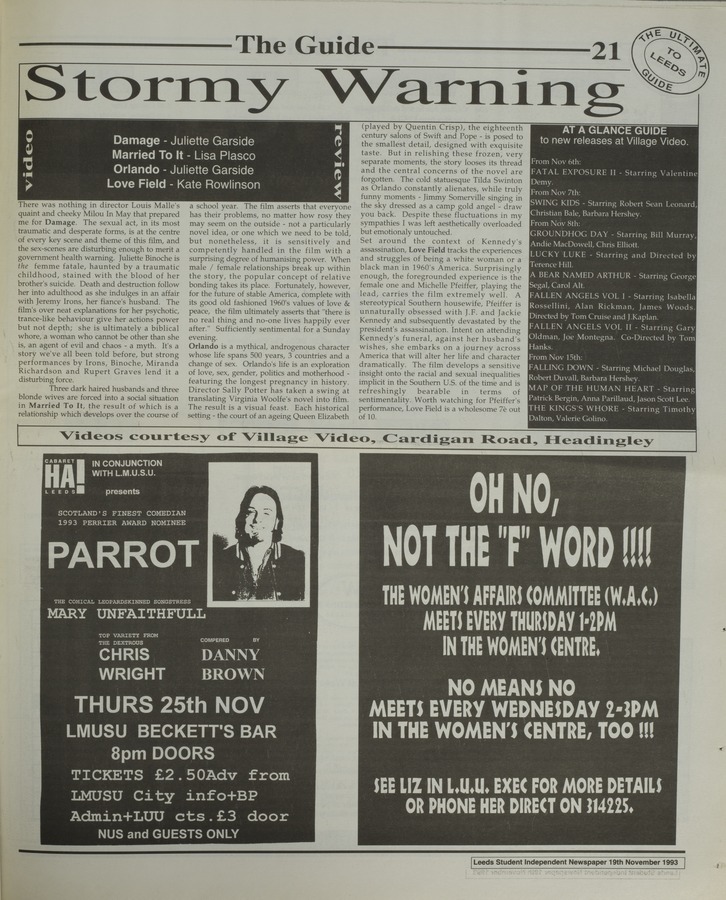 The Guide
21
THE ULTIMATE
TO
LEEDS
GUIDE
Stormy Warning
video
Damage - Juliette Garside
Married To It - Lisa Plasco
Orlando - Juliette Garside
Love Field - Kate Rowlinson
review
There was nothing in director Louis Malle's
quaint and cheeky Milou In May that prepared
me for Damage. The sexual act, in its most
traumatic and desperate forms, is at the centre
of every key scene and theme of this film, and
the sex-scenes are disturbing enough to merit a
government health warning. Juliette Binoche is
the femme fatale, haunted by a traumatic
childhood, stained with the blood of her
brother's suicide. Death and destruction follow
her into adulthood as she indulges in an affair
with Jeremy Irons, her fiance's husband. The
film's over neat explanations for her psychotic,
trance-like behaviour give her actions power
but not depth; she is ultimately a biblical
whore, a woman who cannot be other than she
is, an agent of evil and chaos - a myth. It's a
story we've all been told before, but strong
performances by Irons, Binoche, Miranda
Richardson and Rupert Graves lend it a
disturbing force.
Three dark haired husbands and three
blonde wives are forced into a social situation
in Married To It, the result of which is a
relationship which develops over the course of
a school year. The film asserts that everyone
has their problems, no matter how rosy they
may seem on the outside - not a particularly
novel idea, or one which we need to be told,
but nonetheless, it is sensitively and
competently handled in the film with a
surprising degree of humanising power. When
male / female relationships break up within
the story, the popular concept of relative
bonding takes its place. Fortunately, however,
for the future of stable America, complete with
its good old fashioned 1960's values of love &
peace, the film ultimately asserts that "there is
no real thing and no-one lives happily ever
after." Sufficiently sentimental for a Sunday
evening.
Orlando is a mythical, androgenous character
whose life spans 500 years, 3 countries and a
change of sex. Orlando's life is an exploration
of love, sex, gender, politics and motherhood -
featuring the longest pregnancy in history.
Director Sally Potter has taken a swing at
translating Virginia Woolfe's novel into film.
The result is a visual feast. Each historical
setting - the court of an ageing Queen Elizabeth
(played by Quentin Crisp), the eighteenth
century salons of Swift and Pope - is posed to
the smallest detail, designed with exquisite
taste. But in relishing these frozen, very
separate moments, the story looses its thread
and the central concerns of the novel are
forgotten. The cold statuesque Tilda Swinton
as Orlando constantly alienates, while truly
funny moments - Jimmy Somerville singing in
the sky dressed as a camp gold angel - draw
you back. Despite these fluctuations in my
sympathies I was left aesthetically overloaded
but emotionally untouched.
Set around the context of Kennedy's
assassination, Love Field tracks the experiences
and struggles of being a white woman or a
black man in 1960's America. Surprisingly
enough, the foregrounded experience is the
female one and Michelle Pfeiffer, playing the
lead, carries the film extremely well. A
stereotypical Southern housewife, Pfeiffer is
unnaturally obsessed with J.F. and Jackie
Kennedy and subsequently devastated by the
president's assassination. Intent on attending
Kennedy's funeral, against her husband's
wishes, she embarks on a journey across
America that will alter her life and character
dramatically. The film delivers a sensitive
insight onto the racial and sexual inequalities
implicit in the Southern U.S. of the time and is
refreshingly bearable in terms of
sentimentality. Worth watching for Pfeiffer's
performance, Love Field is a wholesome 7è out
of 10.
AT A GLANCE GUIDE
to new releases at Village Video.
From Nov 6th:
FATAL EXPOSURE II - Starring Valentine
Demy.
From Nov 7th:
SWING KIDS - Starring Robert Sean Leonard,
Christian Bale, Barbara Hershey.
From Nov 8th:
GROUNDHOG DAY - Starring Bill Murray,
Andie MacDowell, Chris Elliott.
LUCKY LUKE - Starring and Directed by
Terence Hill.
A BEAR NAMED ARTHUR - Starring George
Segal, Carol Alt.
FALLEN ANGELS VOL I - Starring Isabella
Rossellini, Alan Rickman, James Woods.
Directed by Tom Cruise and J.Kaplan.
FALLEN ANGELS VOL II - Starring Gary
Oldman, Joe Montegna. Co-Directed by Tom
Hanks.
From Nov 15th:
FALLING DOWN - Starring Michael Douglas,
Robert Duvall, Barbara Hershey.
MAP OF THE HUMAN HEART - Starring
Patrick Bergin, Anna Parillaud, Jason Scott Lee.
THE KINGS'S WHORE - Starring Timothy
Dalton, Valerie Golino.
Videos courtesy of Village Video, Cardigan Road, Headingley
CABARET
HA!
LEEDS
IN CONJUNCTION
WITH L.M.U.S.U.
presents
SCOTLAND'S FINEST COMEDIAN
1993 PERRIER AWARD NOMINEE
PARROT
THE COMICAL LEOPARDSKINNED SONGSTRESS
MARY UNFAITHFULL
TOP VARIETY FROM
THE DEXTROUS
CHRIS
WRIGHT
COMPERED BY
DANNY
BROWN
THURS 25th NOV
LMUSU BECKETT'S BAR
8pm DOORS
TICKETS £2.50Adv from
LMUSU City info+BP
Admin+LUU cts.£3 door
NUS and GUESTS ONLY
OH NO,
NOT THE "F" WORD !!!!
THE WOMEN'S AFFAIRS COMMITTEE (W.A.C.)
MEETS EVERY THURSDAY 1-2PM
IN THE WOMEN'S CENTRE.
NO MEANS NO
MEETS EVERY WEDNESDAY 2-3PM
IN THE WOMEN'S CENTRE, TOO !!!
SEE LIZ IN L.U.U. EXEC FOR MORE DETAILS
OR PHONE HER DIRECT ON 314225.
Leeds Student Independent Newspaper 19th November 1993